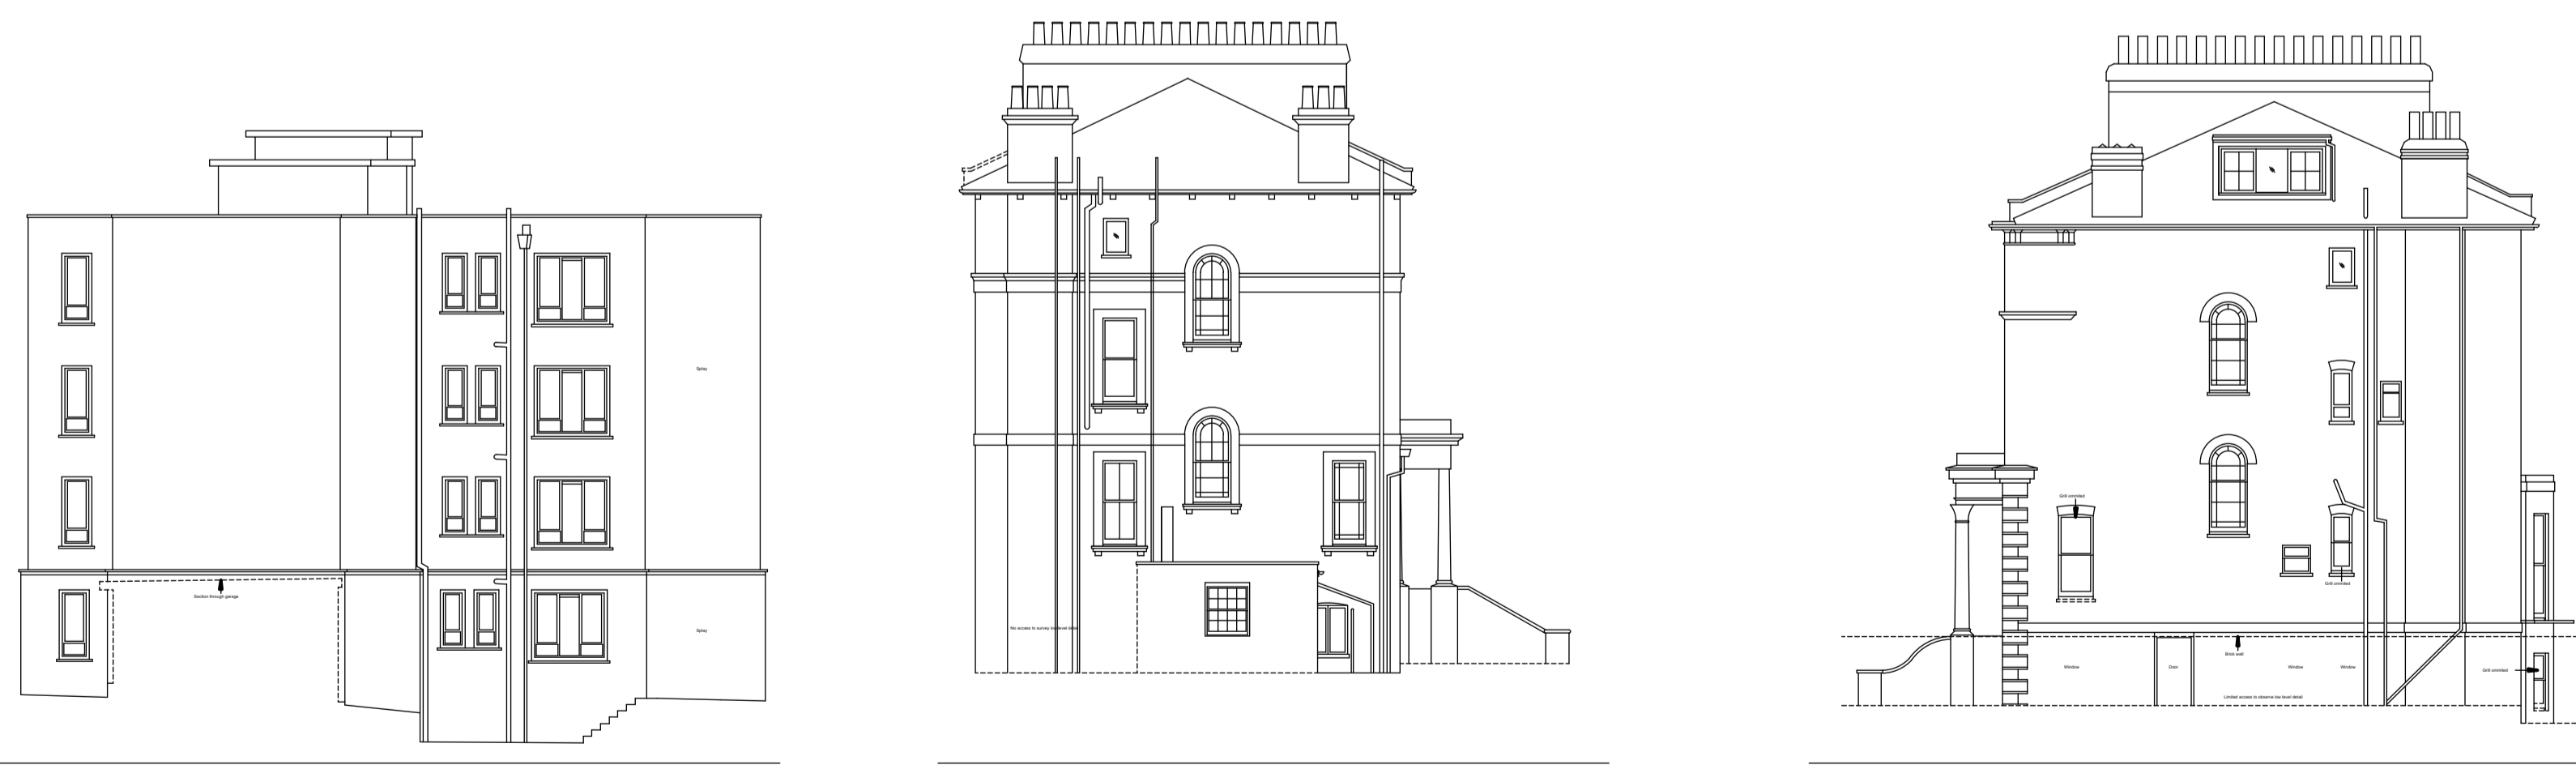 Splay
Section through garage
Splay
No access to survey low level detail
Grill ommited
Grill ommited
Brick wall
Window
Door
Window
Window
Grill ommited
Limited access to observe low level detail